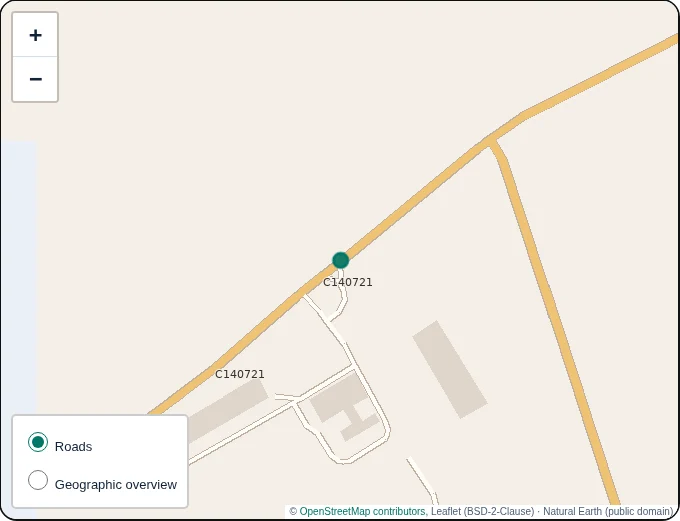 +
−
C140721
C140721
Roads
Geographic overview
© OpenStreetMap contributors, Leaflet (BSD-2-Clause) · Natural Earth (public domain)